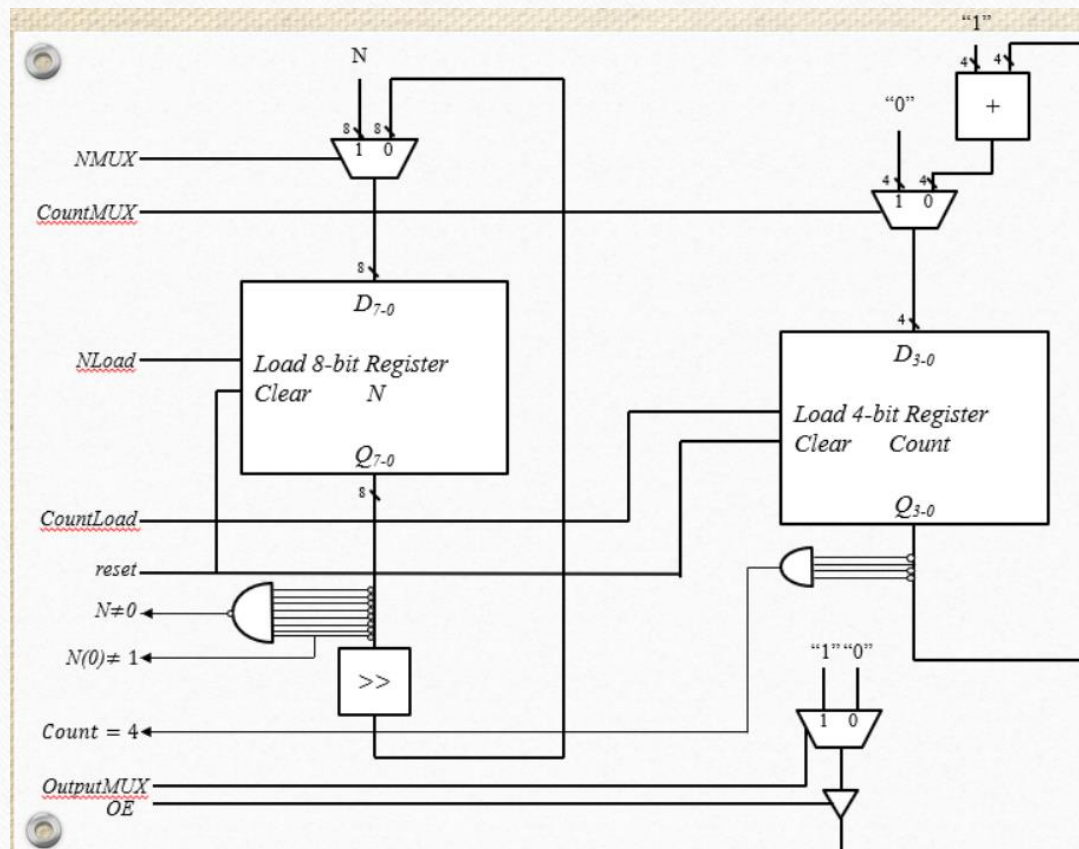 “1”
4 4
N
+
“0”
8 8
1 0
NMUX
4 4
1 0
CountMUX
8
D7-0
4
D3-0
NLoad
Load 8-bit Register
Clear N
Load 4-bit Register
Clear Count
Q7-0
8
Q3-0
CountLoad
reset
N≠0
N(0)≠ 1
>>
“1” “0”
1 0
Count = 4
OutputMUX
OE